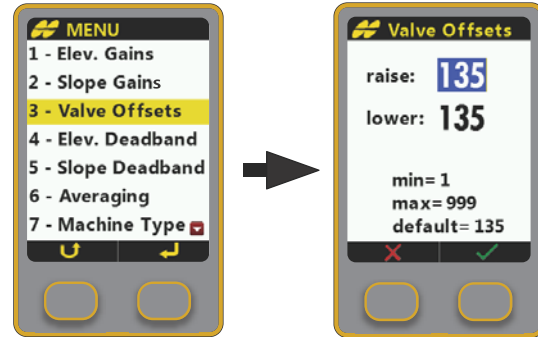 MENU
1 - Elev. Gains
2 - Slope Gains
3 - Valve Offsets
4 - Elev. Deadband
5 - Slope Deadband
6 - Averaging
7 - Machine Type
Valve Offsets
raise: 135
lower: 135
min= 1
max= 999
default= 135